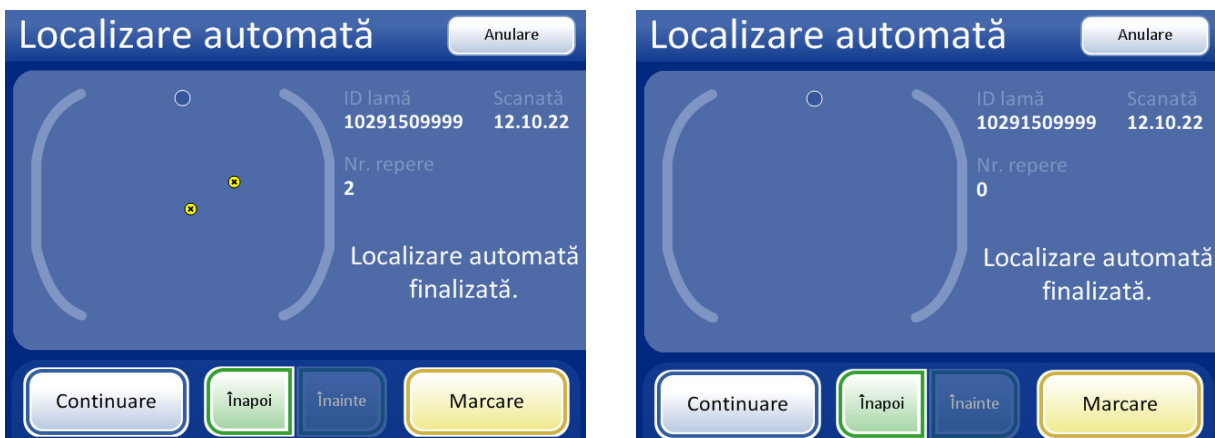 Localizare automată
Anulare
ID lamă Scanată
10291509999 12.10.22
Nr. repere
2
Localizare automată
finalizată.
Continuare
Înapoi
Înainte
Marcare
Localizare automată
Anulare
ID lamă Scanată
10291509999 12.10.22
Nr. repere
0
Localizare automată
finalizată.
Continuare
Înapoi
Înainte
Marcare